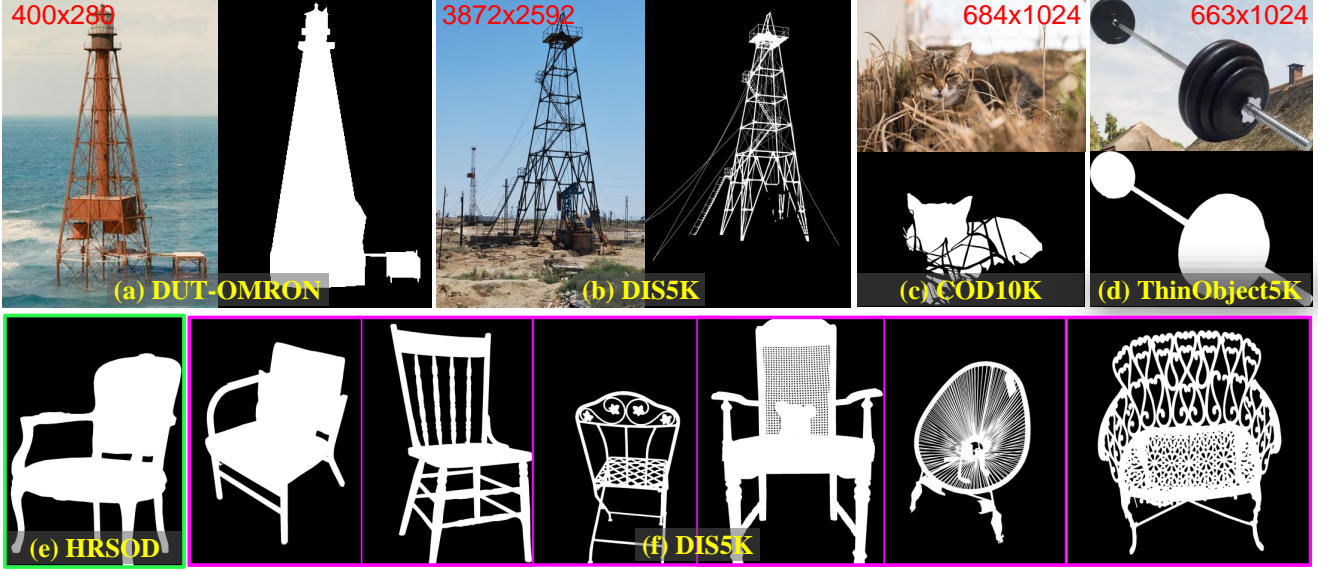 400x280
3872x2592
684x1024
663x1024
(a) DUT-OMRON
(b) DIS5K
(c) COD10K
(d) ThinObject5K
(e) HRSOD
(f) DIS5K